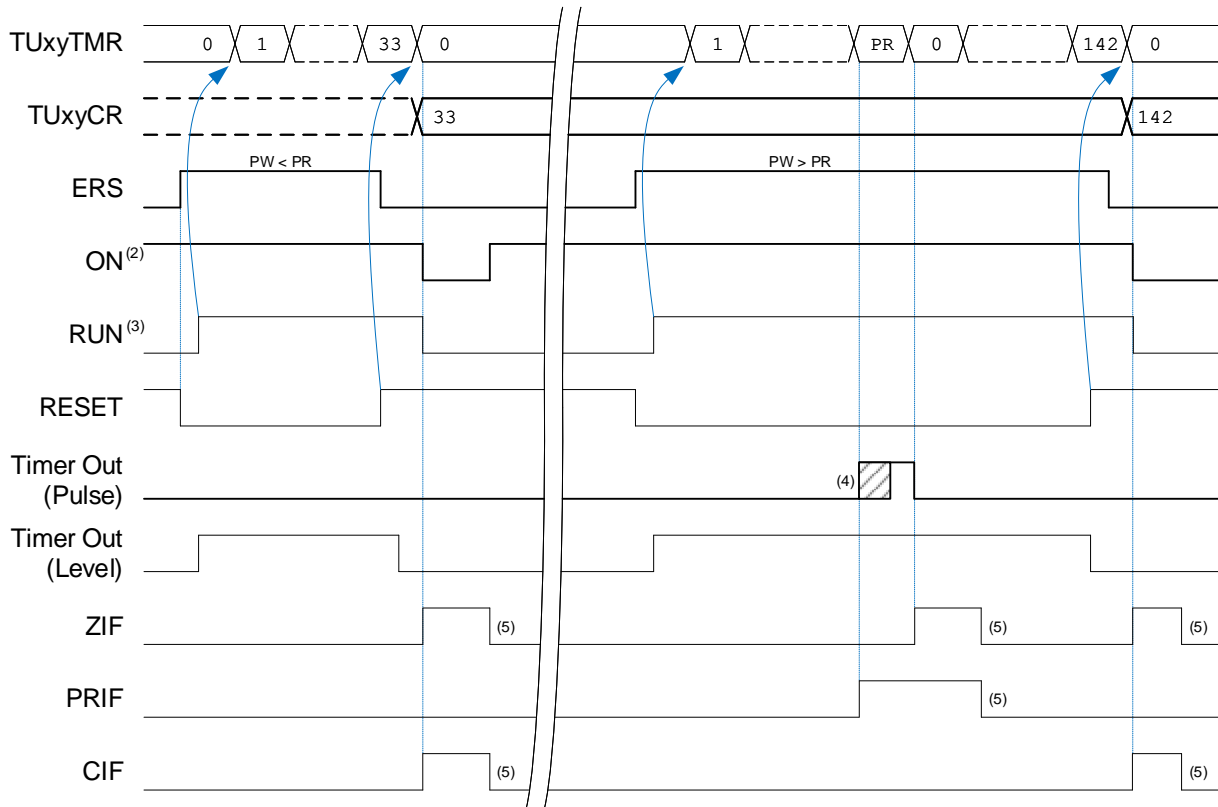 TUxyTMR 0 1 33 0 1 PR 0 142 0
TUxyCR 33 142
PW < PR PW > PR
ERS
ON(2)
RUN(3)
RESET
Timer Out
(Pulse) (4)
Timer Out
(Level)
ZIF (5) (5) (5)
PRIF (5)
CIF (5) (5)